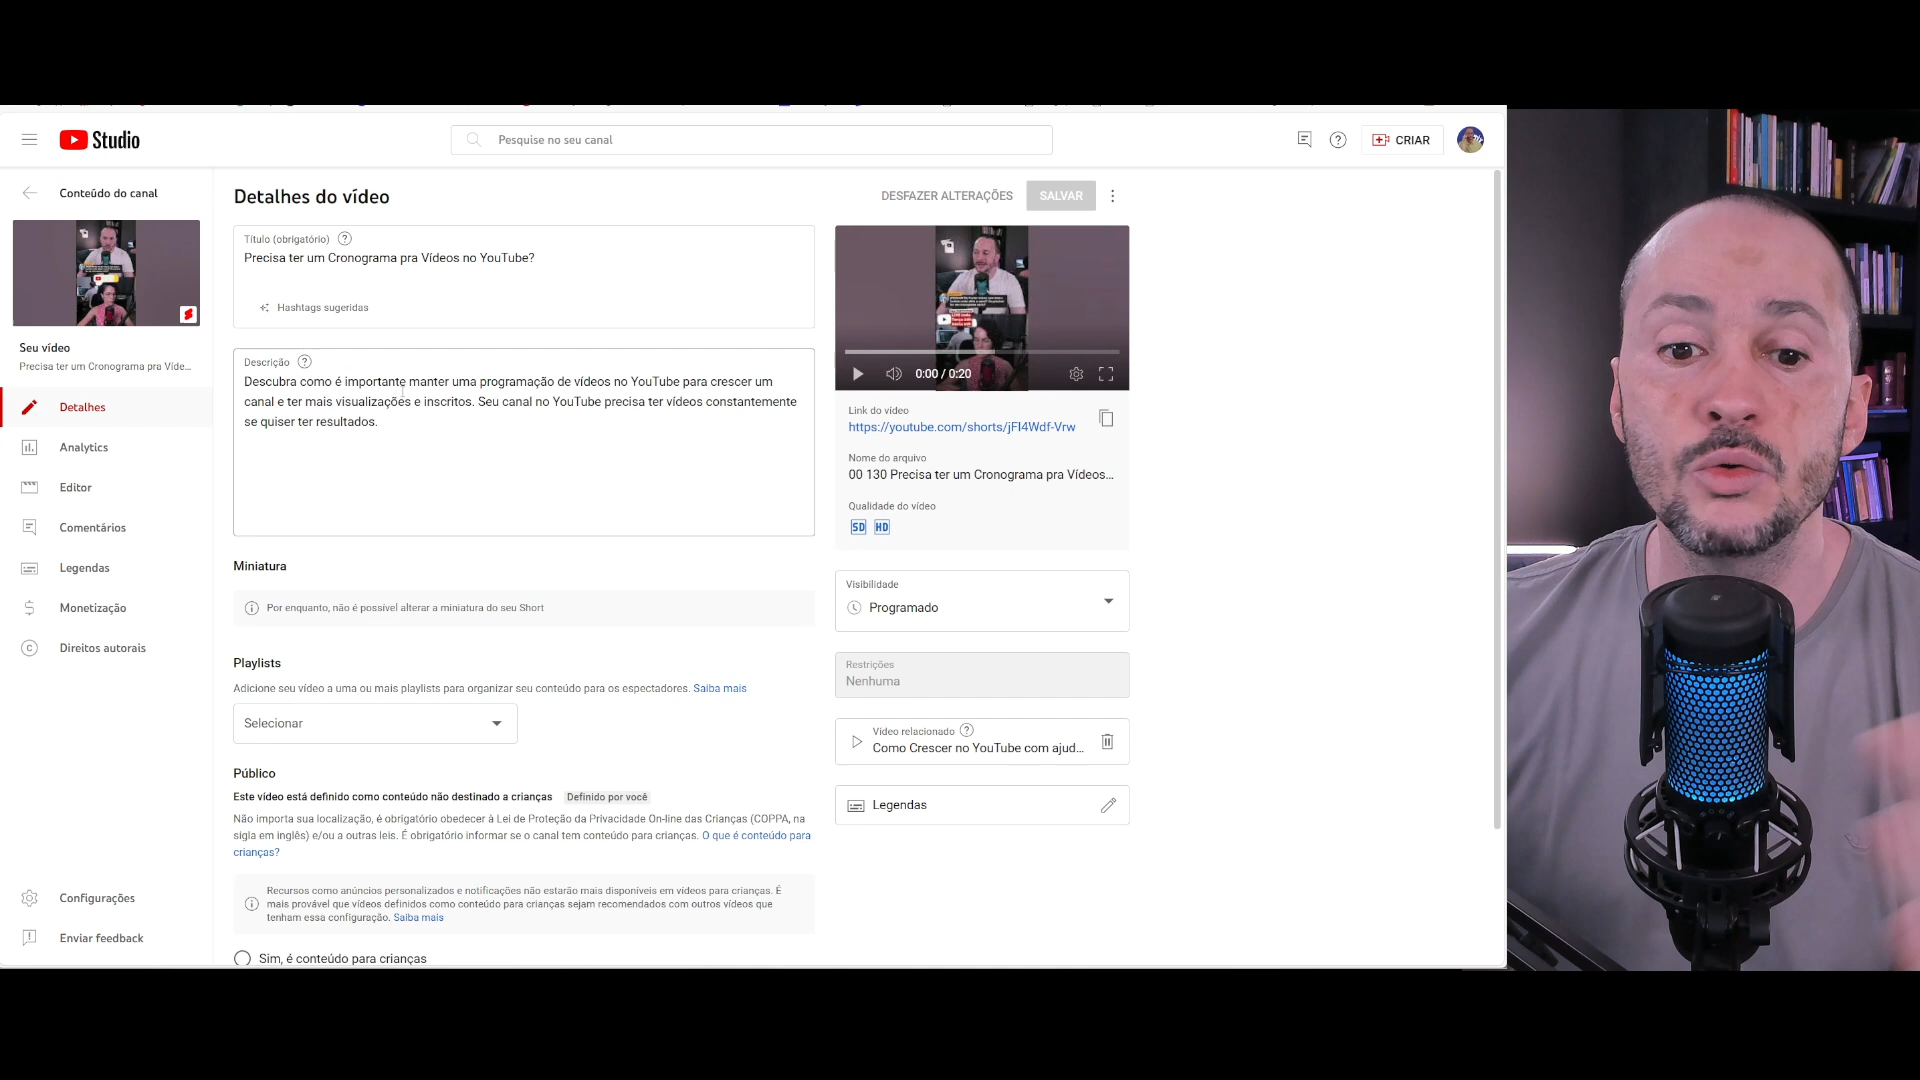 Studio
Pesquise no seu canal
CRIAR
Conteúdo do canal
Seu vídeo
Precisa ter um Cronograma pra Víde...
Detalhes
Analytics
Editor
Comentários
Legendas
Monetização
Direitos autorais
Configurações
Enviar feedback
Detalhes do vídeo
DESFAZER ALTERAÇÕES
SALVAR
Título (obrigatório)
Precisa ter um Cronograma pra Vídeos no YouTube?
Hashtags sugeridas
Descrição
Descubra como é importante manter uma programação de vídeos no YouTube para crescer um
canal e ter mais visualizações e inscritos. Seu canal no YouTube precisa ter vídeos constantemente
se quiser ter resultados.
Miniatura
Por enquanto, não é possível alterar a miniatura do seu Short
Playlists
Adicione seu vídeo a uma ou mais playlists para organizar seu conteúdo para os espectadores. Saiba mais
Selecionar
Público
Este vídeo está definido como conteúdo não destinado a crianças Definido por você
Não importa sua localização, é obrigatório obedecer à Lei de Proteção da Privacidade On-line das Crianças (COPPA, na
sigla em inglês) e/ou a outras leis. É obrigatório informar se o canal tem conteúdo para crianças. O que é conteúdo para
crianças?
Recursos como anúncios personalizados e notificações não estarão mais disponíveis em vídeos para crianças. É
mais provável que vídeos definidos como conteúdo para crianças sejam recomendados com outros vídeos que
tenham essa configuração. Saiba mais
Sim, é conteúdo para crianças
0:00 / 0:20
Link do vídeo
https://youtube.com/shorts/jFI4Wdf-Vrw
Nome do arquivo
00 130 Precisa ter um Cronograma pra Vídeos...
Qualidade do vídeo
SD HD
Visibilidade
Programado
Restrições
Nenhuma
Vídeo relacionado
Como Crescer no YouTube com ajud...
Legendas